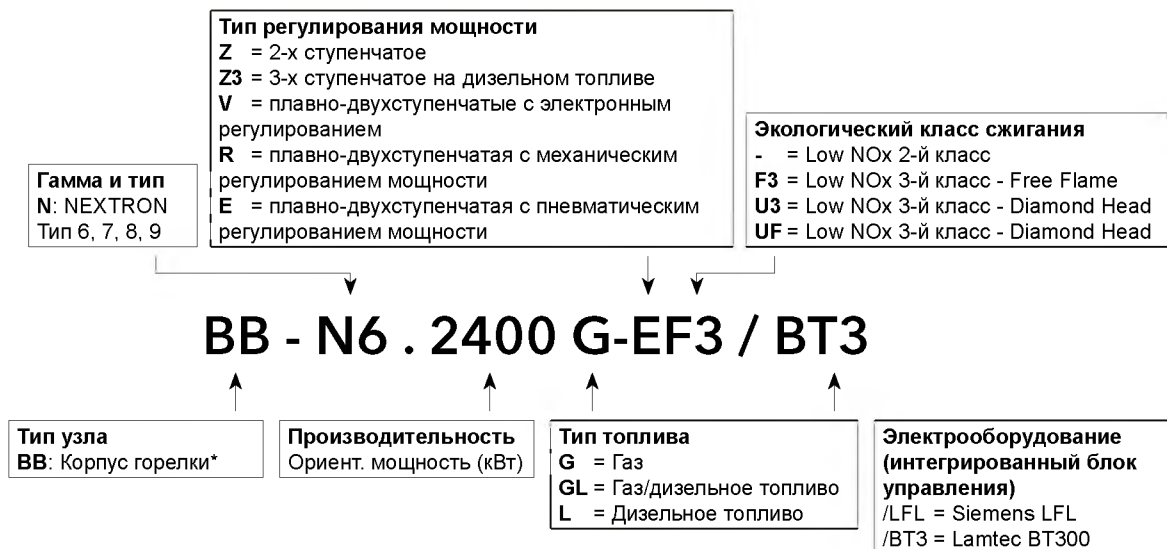 Тип регулирования мощности
Z = 2-х ступенчатое
Z3 = 3-х ступенчатое на дизельном топливе
V = плавно-двухступенчатые с электронным
регулированием
R = плавно-двухступенчатая с механическим
регулированием мощности
E = плавно-двухступенчатая с пневматическим
регулированием мощности
Экологический класс сжигания
- = Low NOx 2-й класс
F3 = Low NOx 3-й класс - Free Flame
U3 = Low NOx 3-й класс - Diamond Head
UF = Low NOx 3-й класс - Diamond Head
Гамма и тип
N: NEXTRON
Тип 6, 7, 8, 9
BB - N6 . 2400 G-EF3 / BT3
Тип узла
BB: Корпус горелки*
Производительность
Ориент. мощность (кВт)
Тип топлива
G = Газ
GL = Газ/дизельное топливо
L = Дизельное топливо
Электрооборудование
(интегрированный блок
управления)
/LFL = Siemens LFL
/BT3 = Lamtec BT300